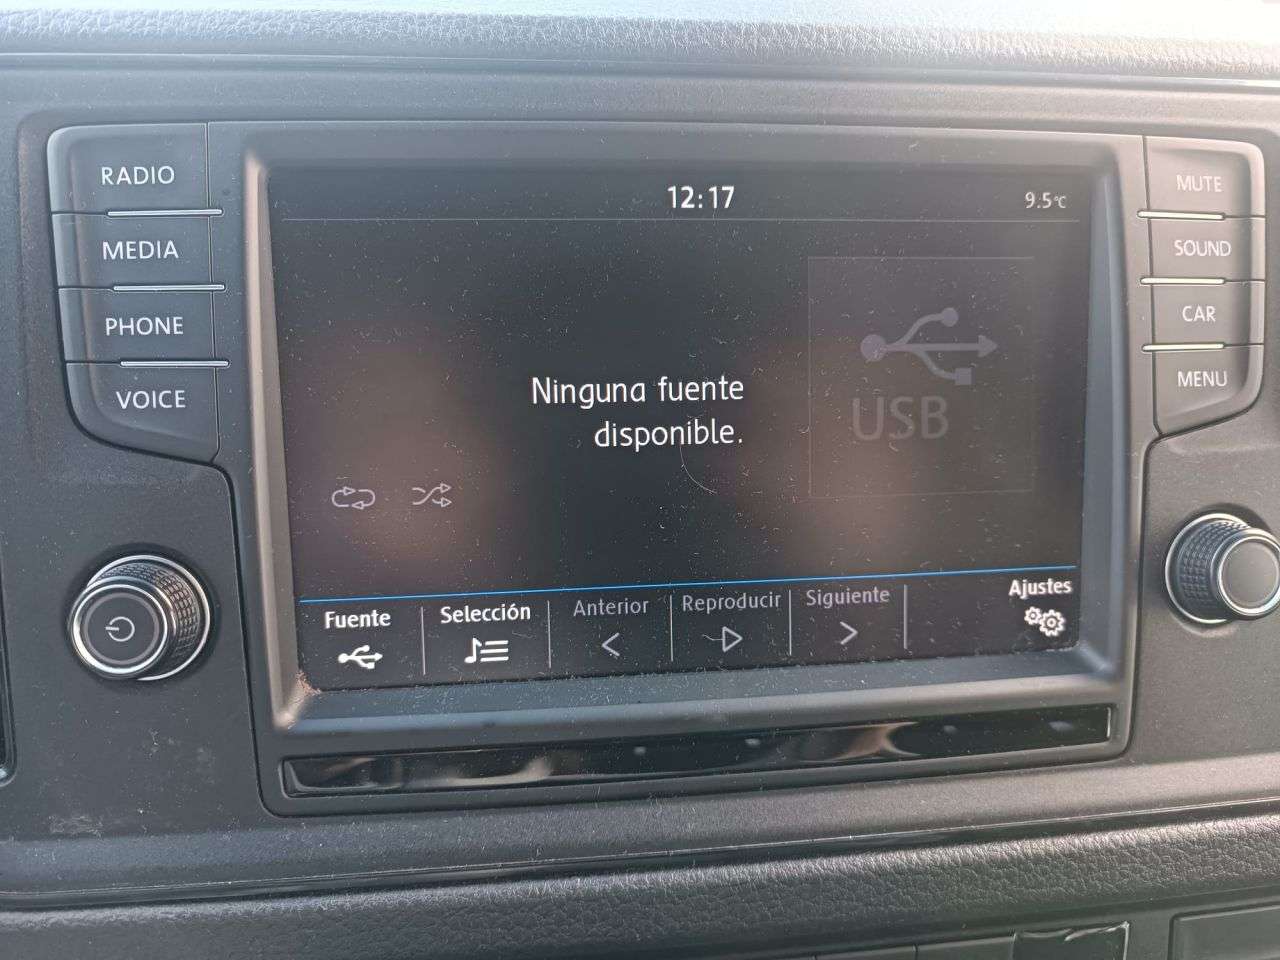 RADIO
MEDIA
PHONE
VOICE
12:17
9.5°C
Ninguna fuente
disponible.
USB
Fuente
Selección
Anterior
Reproducir
Siguiente
Ajustes
MUTE
SOUND
CAR
MENU